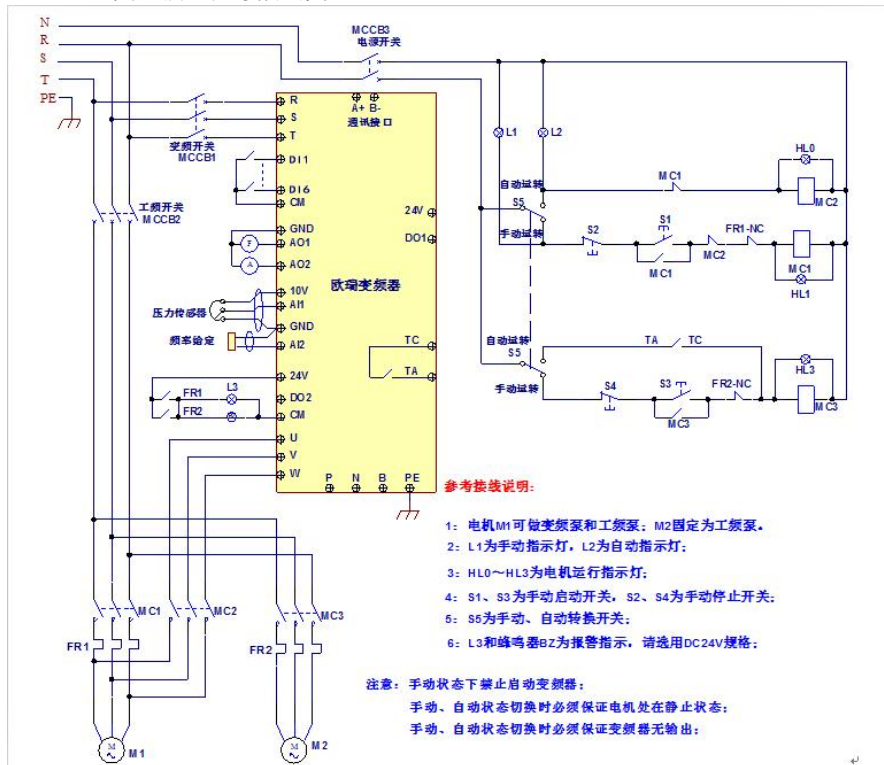 N
R
S
T
PE
MCCB3
电源开关
变频开关
MCCB1
工频开关
MCCB2
R
S
T
DI1
DI6
CM
GND
AO1
AO2
10V
AI1
GND
AI2
24V
DO2
CM
U
V
W
A+ B-
通讯接口
24V
DO1
欧瑞变频器
TC
TA
P N B PE
F
A
压力传感器
频率给定
FR1
L3
FR2
L1
L2
HL0
MC1
MC2
自动运转
S5
手动运转
S2
S1
MC1
MC2
FR1-NC
MC1
HL1
自动运转
S5
手动运转
TA TC
S4
S3
MC3
FR2-NC
HL3
MC3
MC1
MC2
MC3
FR1
FR2
M
M1
M
M2
参考接线说明：
1：电机M1可做变频泵和工频泵；M2固定为工频泵。
2：L1为手动指示灯，L2为自动指示灯；
3：HL0～HL3为电机运行指示灯；
4：S1、S3为手动启动开关，S2、S4为手动停止开关；
5：S5为手动、自动转换开关；
6：L3和蜂鸣器BZ为报警指示，请选用DC24V规格；
注意：手动状态下禁止启动变频器；
手动、自动状态切换时必须保证电机处在静止状态；
手动、自动状态切换时必须保证变频器无输出；